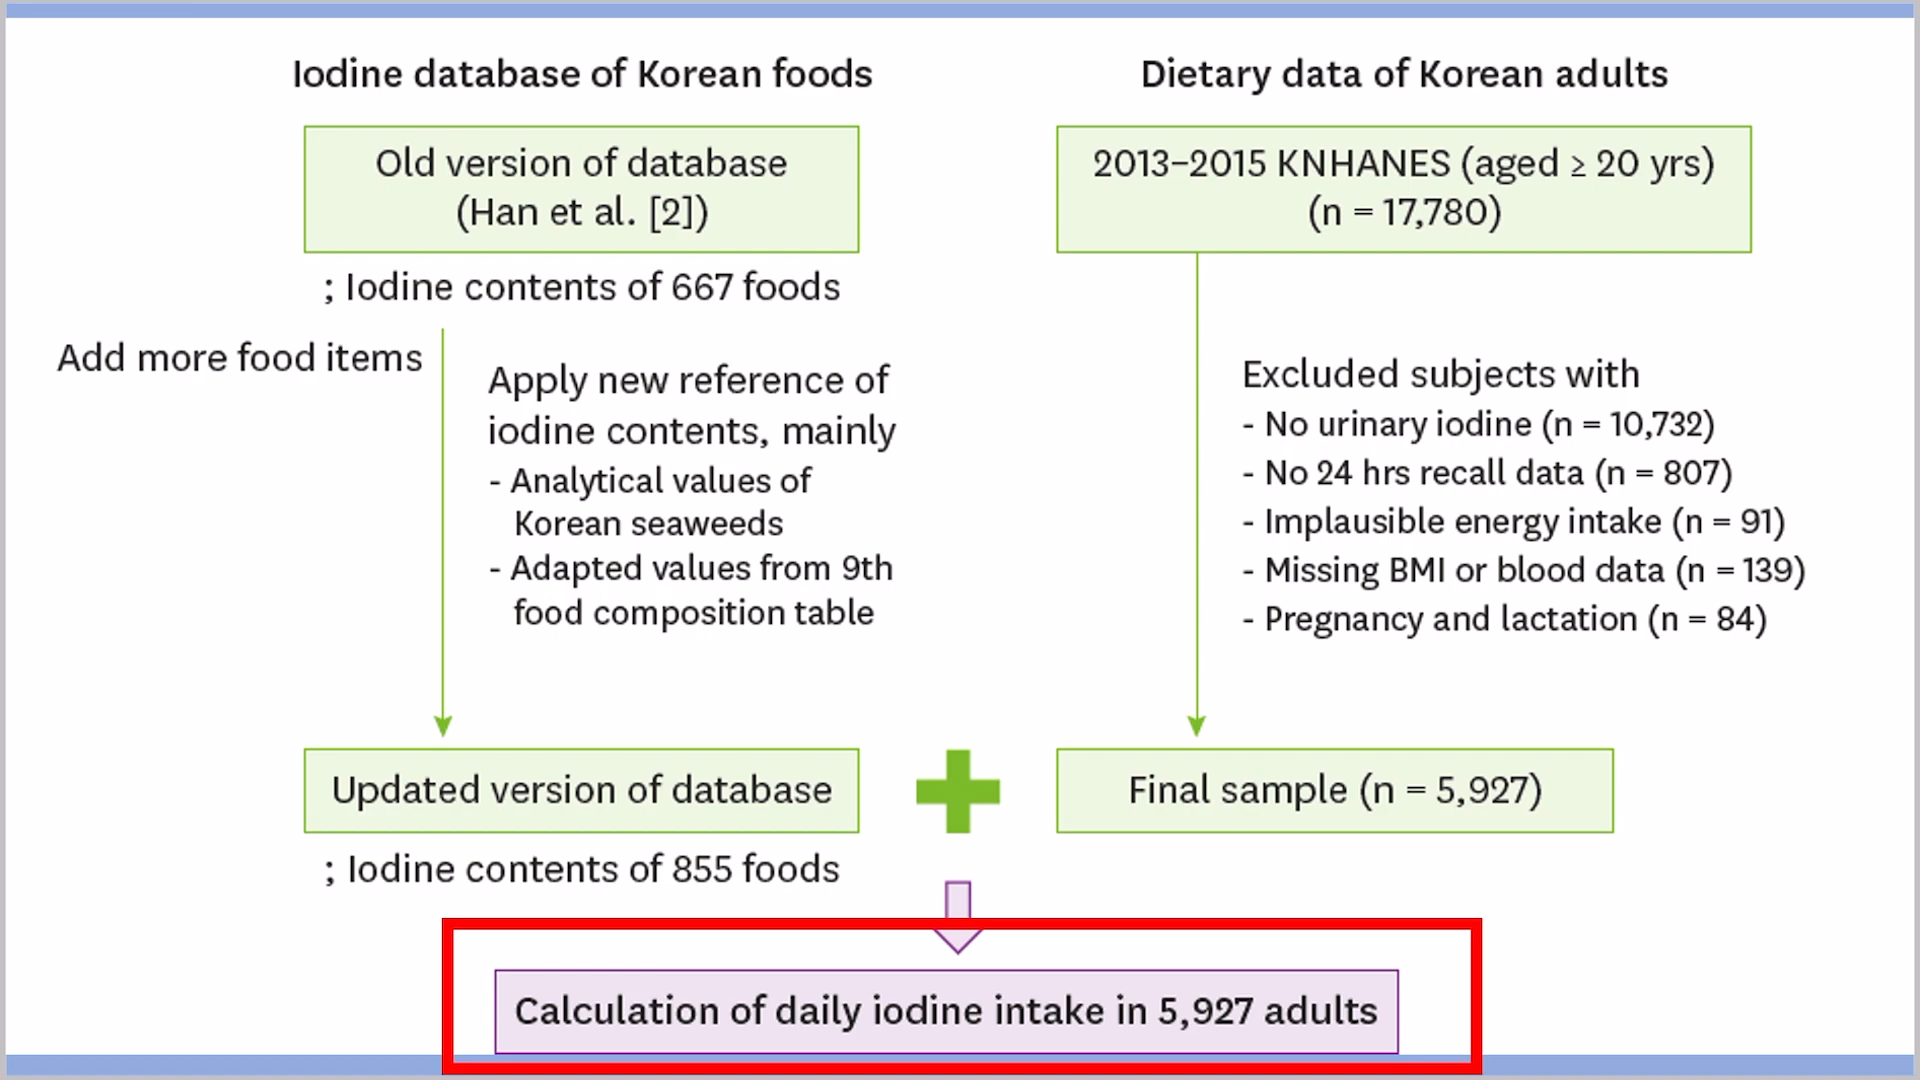 Iodine database of Korean foods
Old version of database
(Han et al. [2])
; Iodine contents of 667 foods
Add more food items
Apply new reference of
iodine contents, mainly
- Analytical values of
Korean seaweeds
- Adapted values from 9th
food composition table
Updated version of database
; Iodine contents of 855 foods
Dietary data of Korean adults
2013–2015 KNHANES (aged ≥ 20 yrs)
(n = 17,780)
Excluded subjects with
- No urinary iodine (n = 10,732)
- No 24 hrs recall data (n = 807)
- Implausible energy intake (n = 91)
- Missing BMI or blood data (n = 139)
- Pregnancy and lactation (n = 84)
Final sample (n = 5,927)
Calculation of daily iodine intake in 5,927 adults